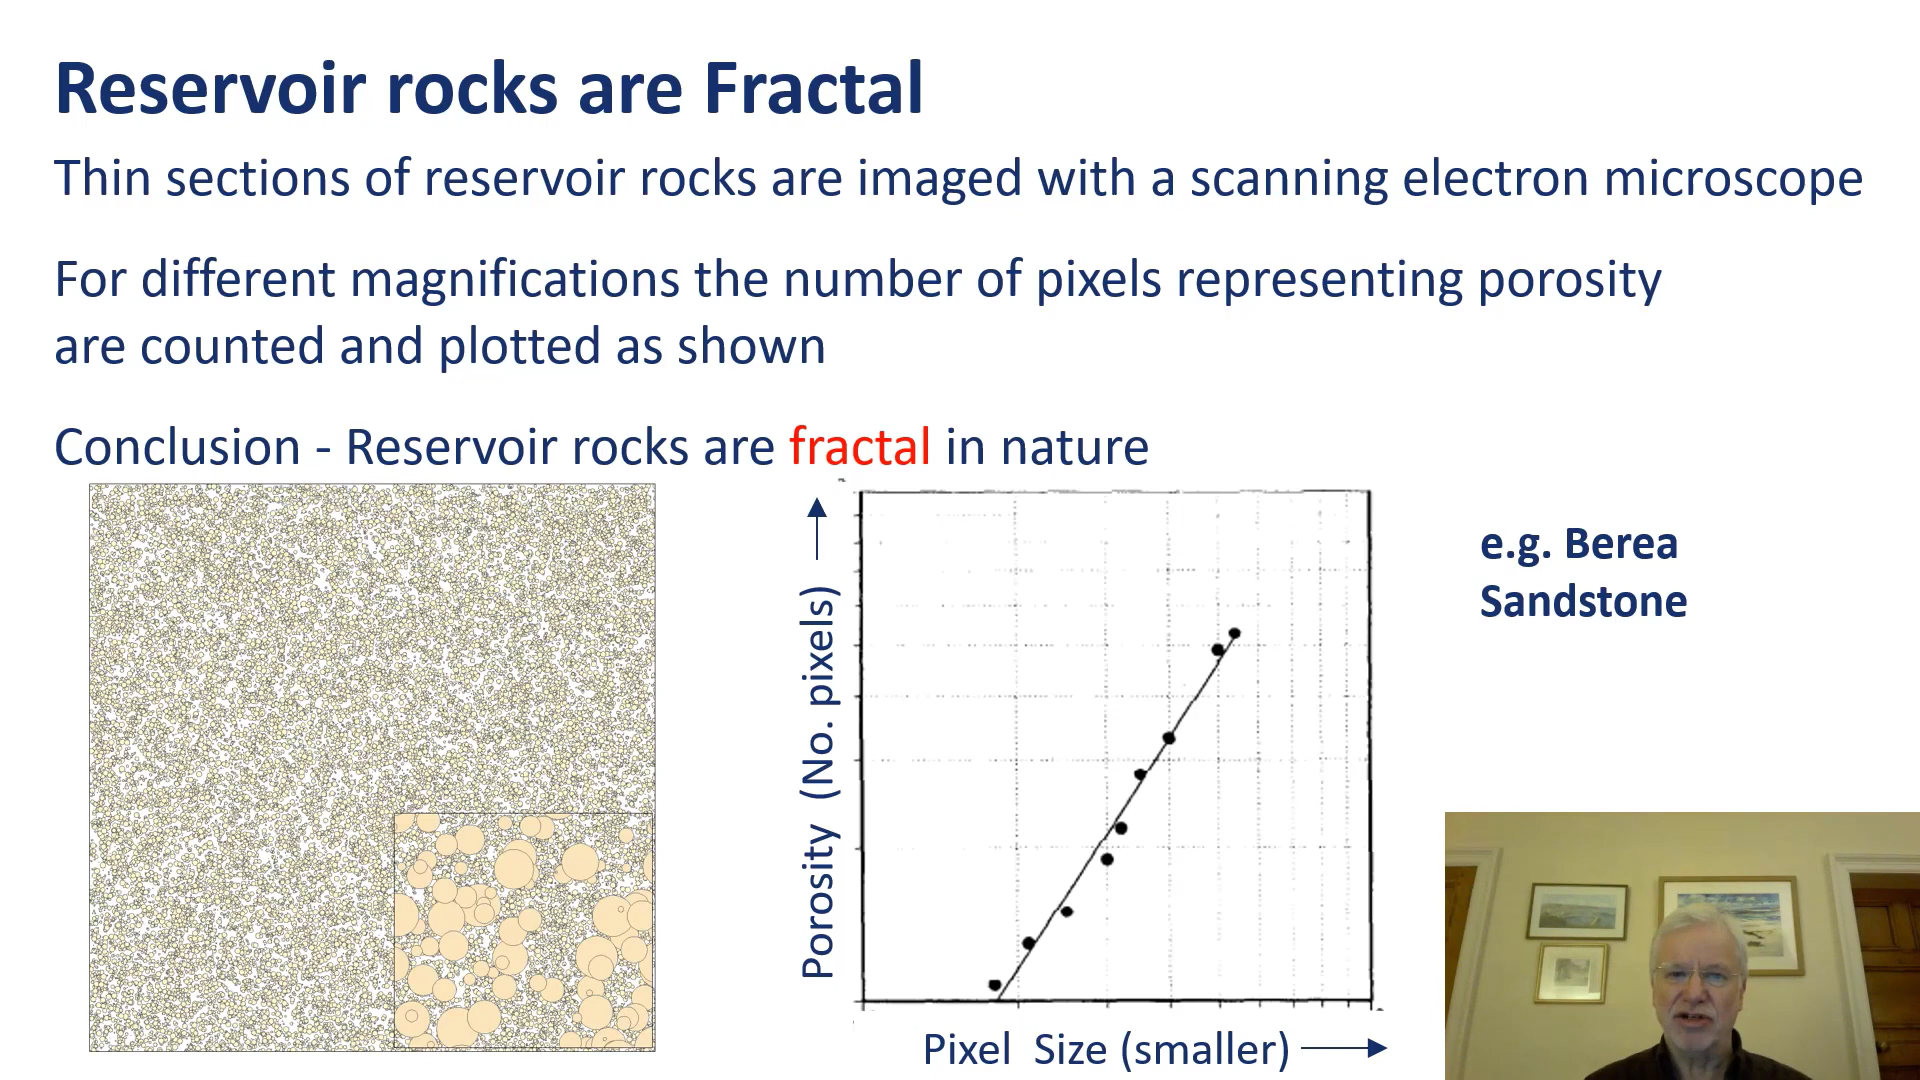 Reservoir rocks are Fractal
Thin sections of reservoir rocks are imaged with a scanning electron microscope
For different magnifications the number of pixels representing porosity
are counted and plotted as shown
Conclusion - Reservoir rocks are fractal in nature
Porosity (No. pixels)
Pixel Size (smaller)
e.g. Berea
Sandstone